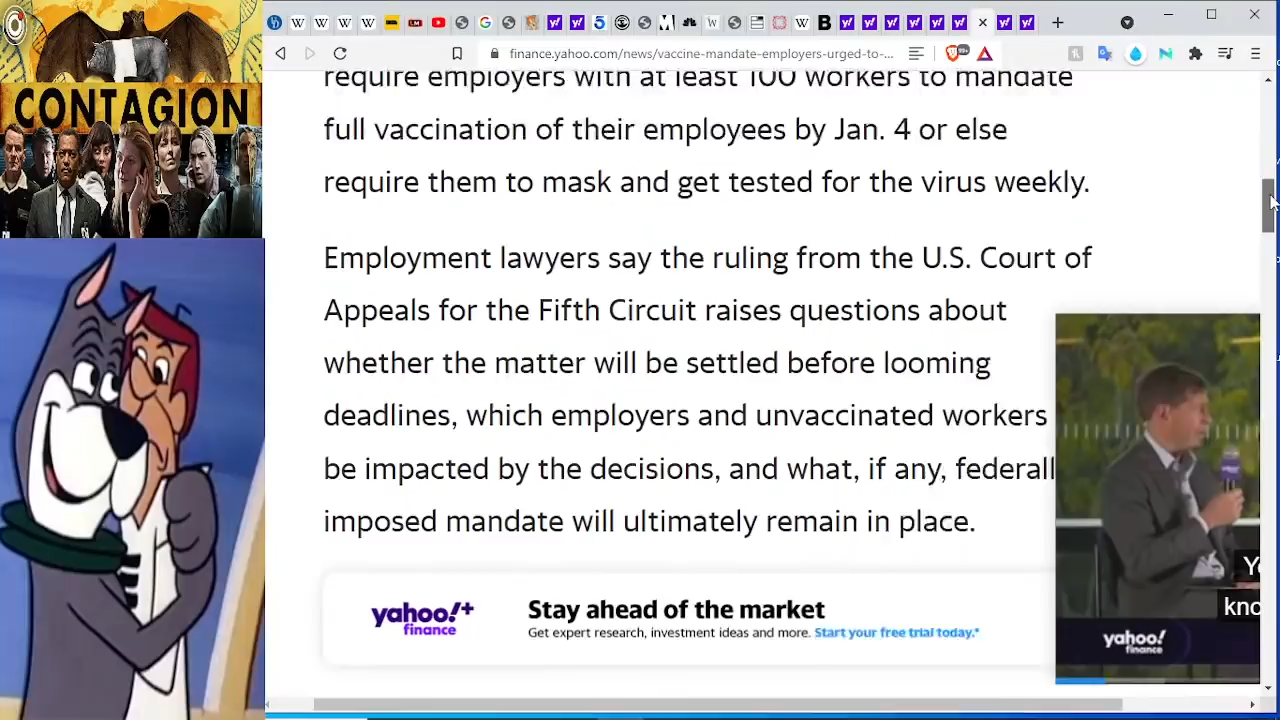 CONTAGION
finance.yahoo.com/news/vaccine-mandate-employers-urged-to-...
99+
require employers with at least 100 workers to mandate
full vaccination of their employees by Jan. 4 or else
require them to mask and get tested for the virus weekly.
Employment lawyers say the ruling from the U.S. Court of
Appeals for the Fifth Circuit raises questions about
whether the matter will be settled before looming
deadlines, which employers and unvaccinated workers
be impacted by the decisions, and what, if any, federall
imposed mandate will ultimately remain in place.
yahoo!+
finance
Stay ahead of the market
Get expert research, investment ideas and more. Start your free trial today.*
Yo
kno
yahoo!
finance